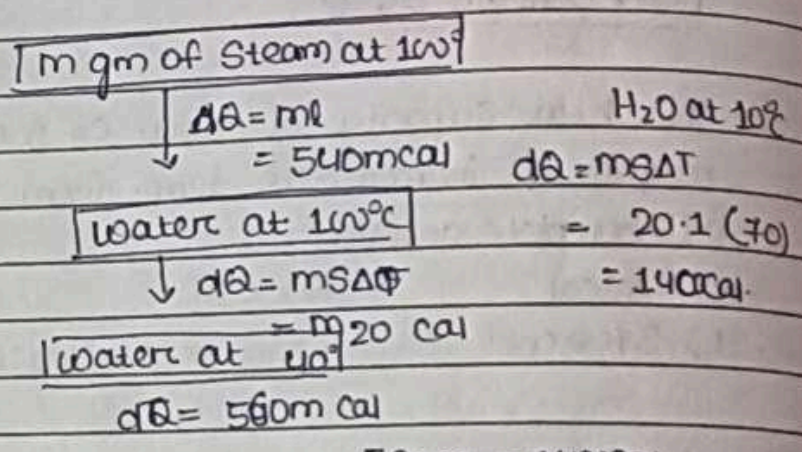 m gm of Steam at 100°
ΔQ = ml H₂O at 10°C
= 540mcal dQ = mSΔT
water at 100°C = 20·1 (70)
dQ = mSΔT = 1400cal.
= m20 cal
water at 40°
dQ = 560m cal